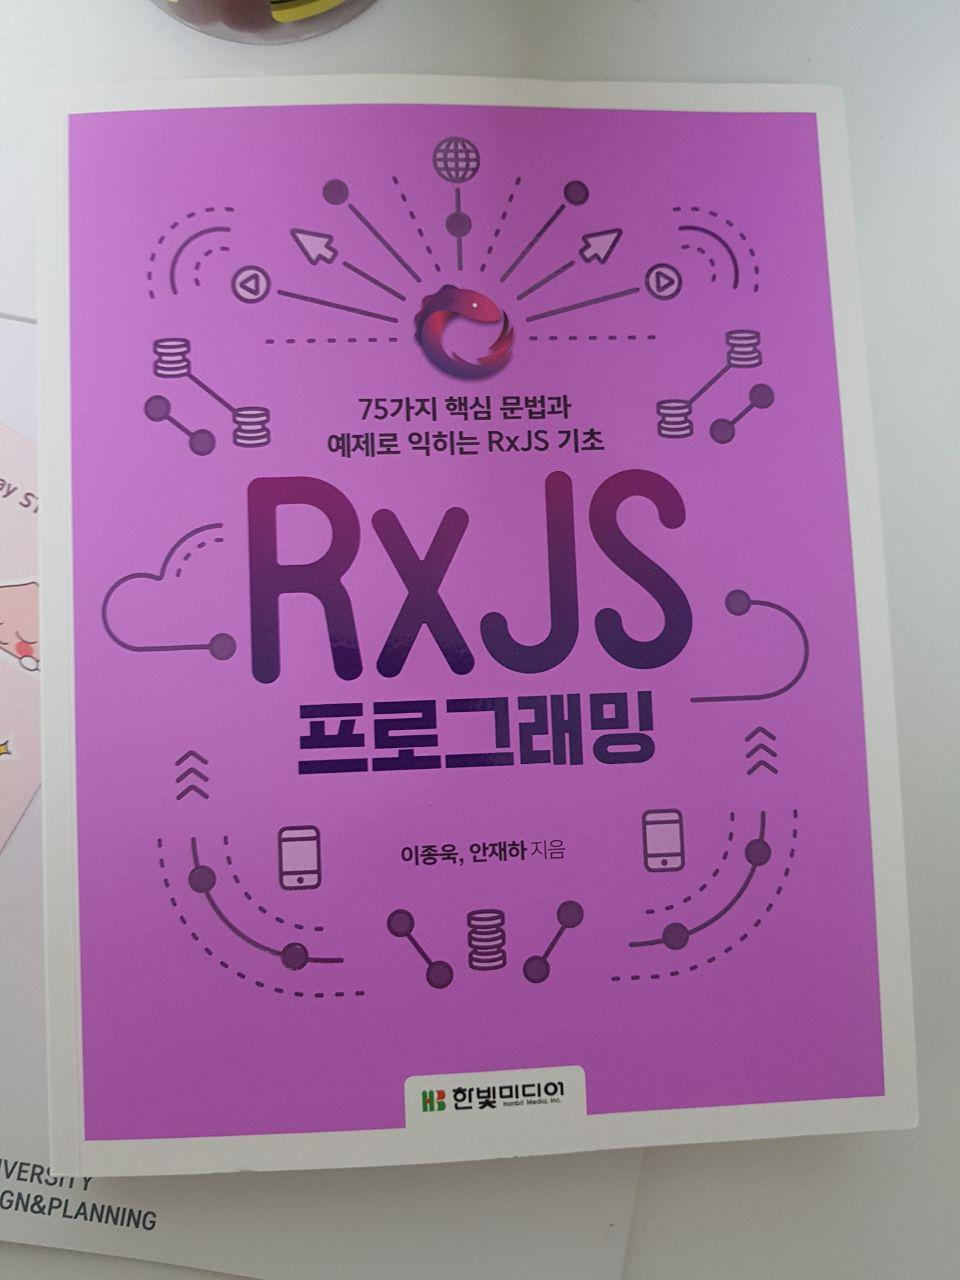 75가지 핵심 문법과
예제로 익히는 RxJS 기초
RxJS
프로그래밍
이종욱, 안재하 지음
HB 한빛미디어
Hanbit Media, Inc.
GN&PLANNING